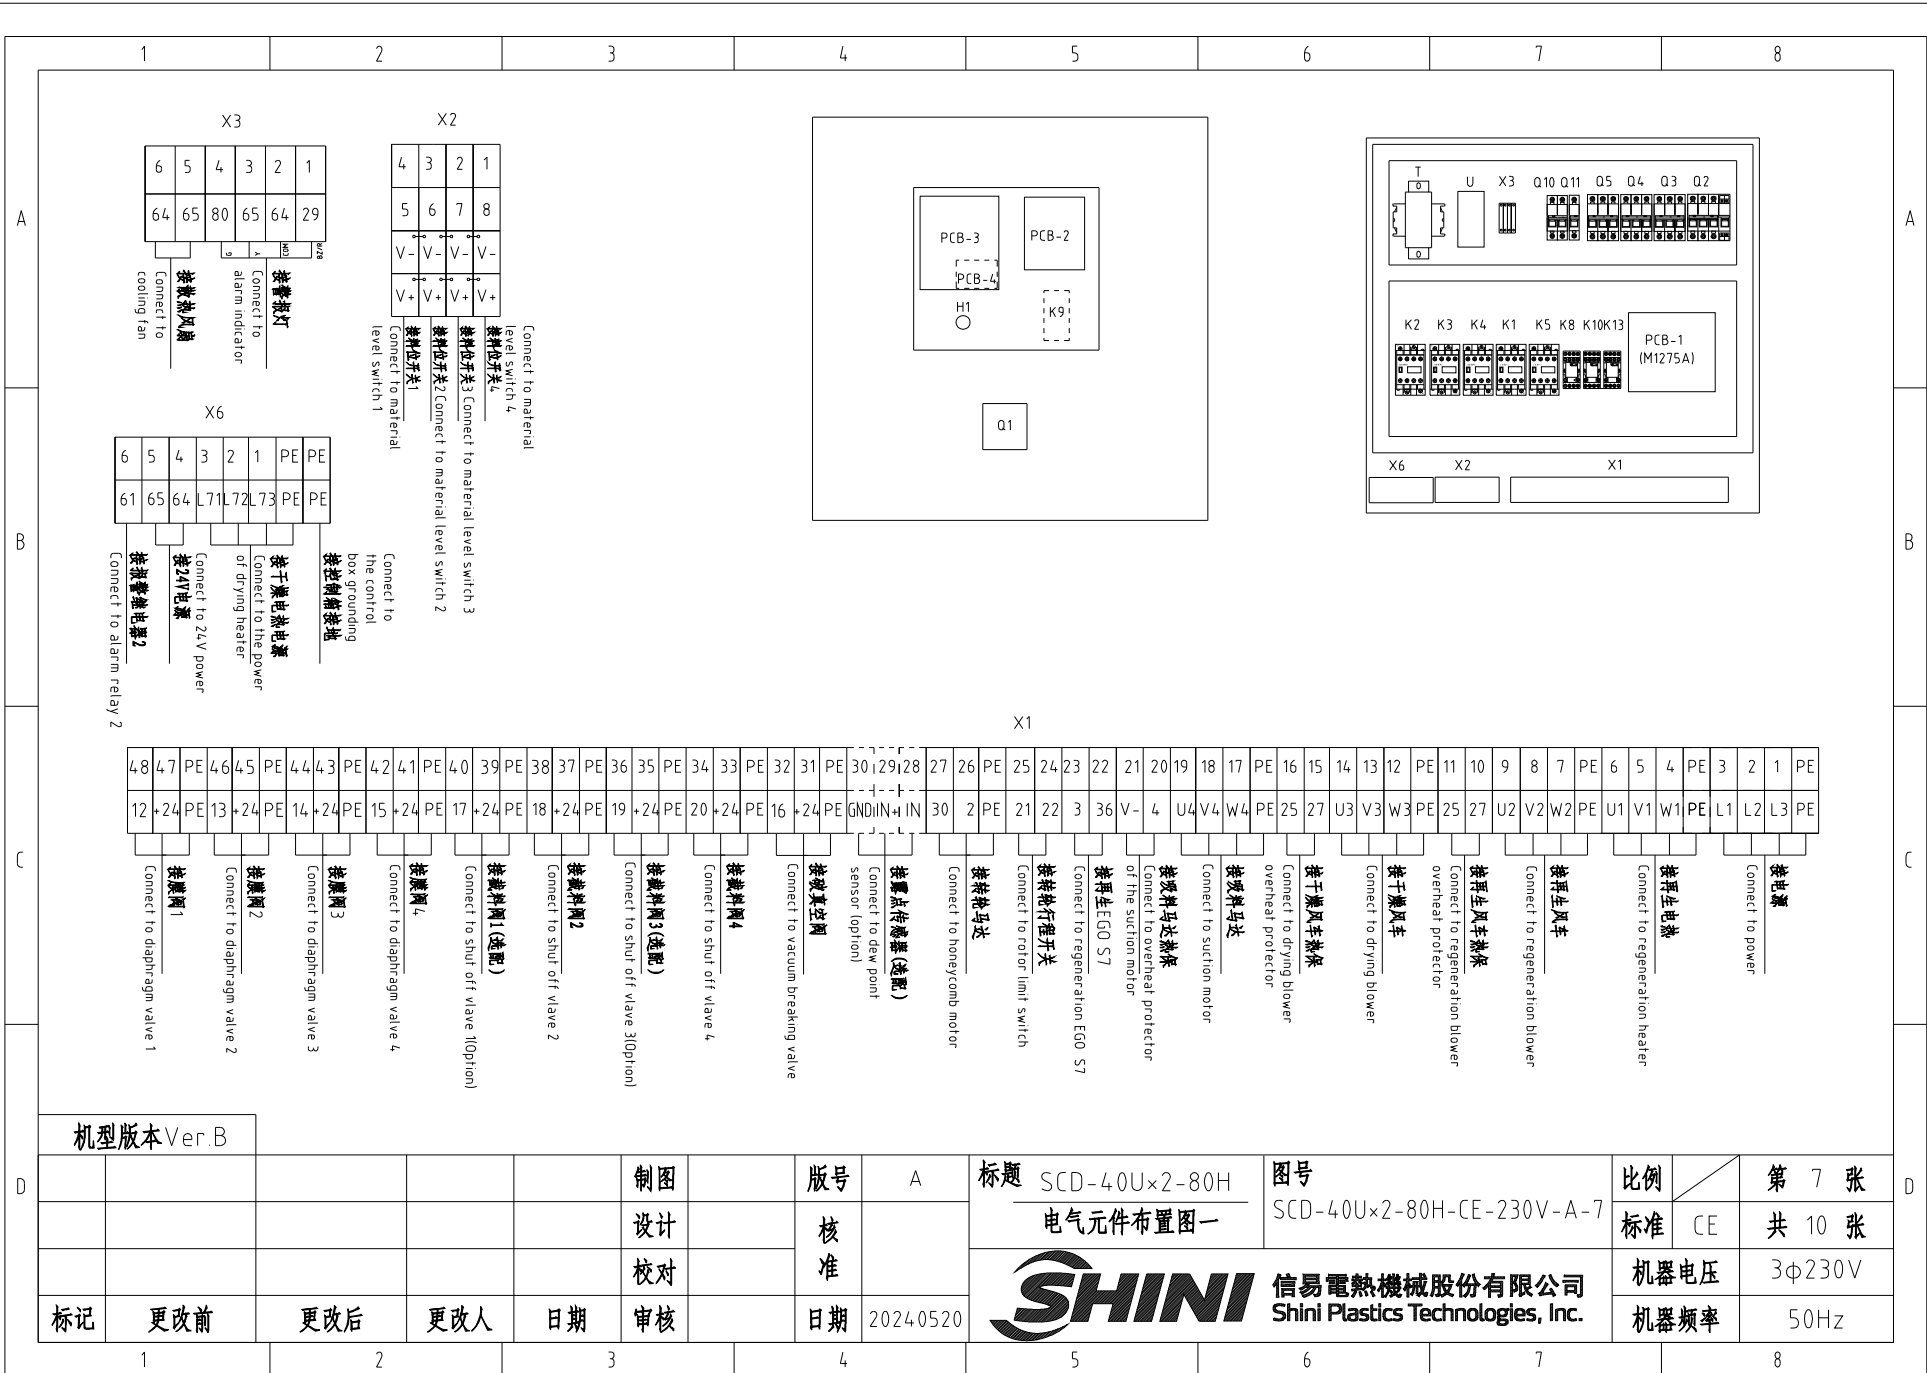 1 2 3 4 5 6 7 8
A A
B B
C C
D D
X3
6 5 4 3 2 1
64 65 80 65 64 29
G Y COM B/Z/B
接散热风扇
Connect to
cooling fan
接警报灯
Connect to
alarm indicator
X2
4 3 2 1
5 6 7 8
V- V- V- V-
V+ V+ V+ V+
接料位开关1
Connect to material
level switch 1
接料位开关2 Connect to material level switch 2
接料位开关3 Connect to material level switch 3
接料位开关4
Connect to material
level switch 4
X6
6 5 4 3 2 1 PE PE
61 65 64 L71 L72 L73 PE PE
接报警继电器2
Connect to alarm relay 2
接24V电源
Connect to 24V power
接干燥电热电源
Connect to the power
of drying heater
接控制箱接地
Connect to
the control
box grounding
PCB-3
PCB-2
PCB-4
H1
K9
Q1
T U X3 Q10 Q11 Q5 Q4 Q3 Q2
0
0
K2 K3 K4 K1 K5 K8 K10 K13
PCB-1
(M1275A)
X6 X2 X1
X1
48 47 PE 46 45 PE 44 43 PE 42 41 PE 40 39 PE 38 37 PE 36 35 PE 34 33 PE 32 31 PE 30 29 28 27 26 PE 25 24 23 22 21 20 19 18 17 PE 16 15 14 13 12 PE 11 10 9 8 7 PE 6 5 4 PE 3 2 1 PE
12 +24 PE 13 +24 PE 14 +24 PE 15 +24 PE 17 +24 PE 18 +24 PE 19 +24 PE 20 +24 PE 16 +24 PE GND IN+ IN 30 2 PE 21 22 3 36 V- 4 U4 V4 W4 PE 25 27 U3 V3 W3 PE 25 27 U2 V2 W2 PE U1 V1 W1 PE L1 L2 L3 PE
接膜阀1
Connect to diaphragm valve 1
接膜阀2
Connect to diaphragm valve 2
接膜阀3
Connect to diaphragm valve 3
接膜阀4
Connect to diaphragm valve 4
接截料阀1(选配)
Connect to shut off vlave 1(Option)
接截料阀2
Connect to shut off vlave 2
接截料阀3(选配)
Connect to shut off vlave 3(Option)
接截料阀4
Connect to shut off vlave 4
接破真空阀
Connect to vacuum breaking valve
接露点传感器(选配)
Connect to dew point
sensor (option)
接转轮马达
Connect to honeycomb motor
接转轮行程开关
Connect to rotor limit switch
接再生EGO S7
Connect to regeneration EGO S7
接吸料马达热保
Connect to overheat protector
of the suction motor
接吸料马达
Connect to suction motor
接干燥风车热保
Connect to drying blower
overheat protector
接干燥风车
Connect to drying blower
接再生风车热保
Connect to regeneration blower
overheat protector
接再生风车
Connect to regeneration blower
接再生电热
Connect to regeneration heater
接电源
Connect to power
机型版本Ver.B
制图 版号 A
设计 核准
校对
标记 更改前 更改后 更改人 日期 审核 日期 20240520
标题 SCD-40U×2-80H
电气元件布置图一
图号
SCD-40U×2-80H-CE-230V-A-7
比例 第 7 张
标准 CE 共 10 张
机器电压 3φ230V
机器频率 50Hz
SHINI
信易電熱機械股份有限公司
Shini Plastics Technologies, Inc.
1 2 3 4 5 6 7 8